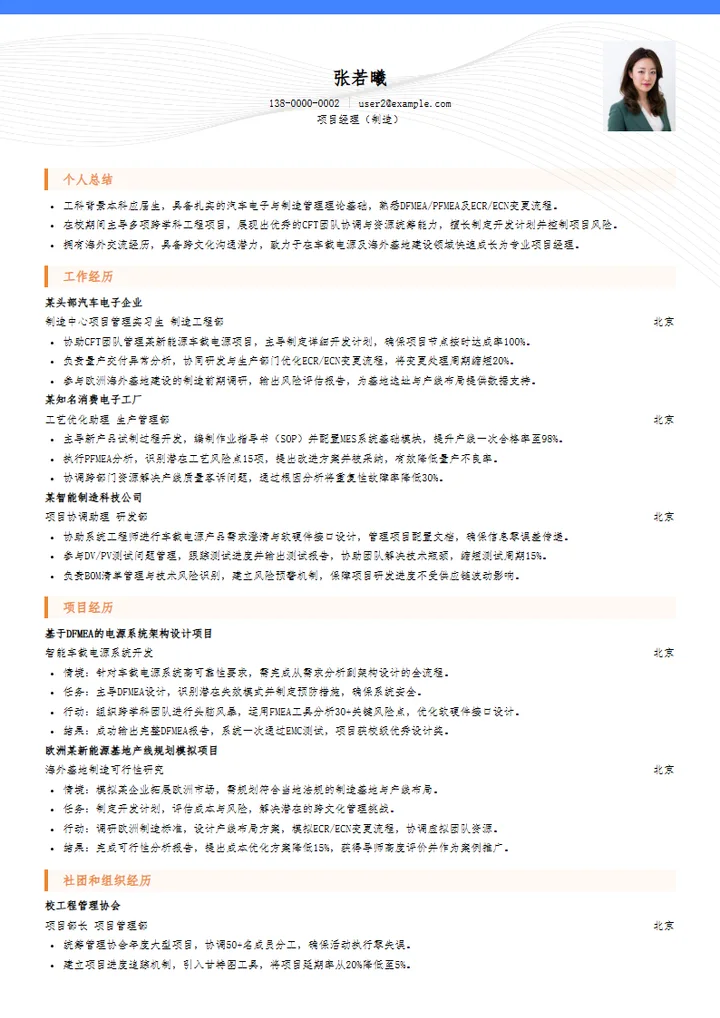 张若曦
138-0000-0002 | user2@example.com
项目经理（制造）
个人总结
• 工科背景本科应届生，具备扎实的汽车电子与制造管理理论基础，熟悉DFMEA/PFMEA及ECR/ECN变更流程。
• 在校期间主导多项跨学科工程项目，展现出优秀的CFT团队协调与资源统筹能力，擅长制定开发计划并控制项目风险。
• 拥有海外交流经历，具备跨文化沟通潜力，致力于在车载电源及海外基地建设领域快速成长为专业项目经理。
工作经历
某头部汽车电子企业
制造中心项目管理实习生 制造工程部 北京
• 协助CFT团队管理某新能源车载电源项目，主导制定详细开发计划，确保项目节点按时达成率100%。
• 负责量产交付异常分析，协同研发与生产部门优化ECR/ECN变更流程，将变更处理周期缩短20%。
• 参与欧洲海外基地建设的制造前期调研，输出风险评估报告，为基地选址与产线布局提供数据支持。
某知名消费电子工厂
工艺优化助理 生产管理部 北京
• 主导新产品试制过程开发，编制作业指导书（SOP）并配置MES系统基础模块，提升产线一次合格率至98%。
• 执行PFMEA分析，识别潜在工艺风险点15项，提出改进方案并被采纳，有效降低量产不良率。
• 协调跨部门资源解决产线质量客诉问题，通过根因分析将重复性故障率降低30%。
某智能制造科技公司
项目协调助理 研发部 北京
• 协助系统工程师进行车载电源产品需求澄清与软硬件接口设计，管理项目配置文档，确保信息零误差传递。
• 参与DV/PV测试问题管理，跟踪测试进度并输出测试报告，协助团队解决技术瓶颈，缩短测试周期15%。
• 负责BOM清单管理与技术风险识别，建立风险预警机制，保障项目研发进度不受供应链波动影响。
项目经历
基于DFMEA的电源系统架构设计项目
智能车载电源系统开发 北京
• 情境：针对车载电源系统高可靠性要求，需完成从需求分析到架构设计的全流程。
• 任务：主导DFMEA设计，识别潜在失效模式并制定预防措施，确保系统安全。
• 行动：组织跨学科团队进行头脑风暴，运用FMEA工具分析30+关键风险点，优化软硬件接口设计。
• 结果：成功输出完整DFMEA报告，系统一次通过EMC测试，项目获校级优秀设计奖。
欧洲某新能源基地产线规划模拟项目
海外基地制造可行性研究 北京
• 情境：模拟某企业拓展欧洲市场，需规划符合当地法规的制造基地与产线布局。
• 任务：制定开发计划，评估成本与风险，解决潜在的跨文化管理挑战。
• 行动：调研欧洲制造标准，设计产线布局方案，模拟ECR/ECN变更流程，协调虚拟团队资源。
• 结果：完成可行性分析报告，提出成本优化方案降低15%，获得导师高度评价并作为案例推广。
社团和组织经历
校工程管理协会
项目部长 项目管理部 北京
• 统筹管理协会年度大型项目，协调50+名成员分工，确保活动执行零失误。
• 建立项目进度追踪机制，引入甘特图工具，将项目延期率从20%降低至5%。